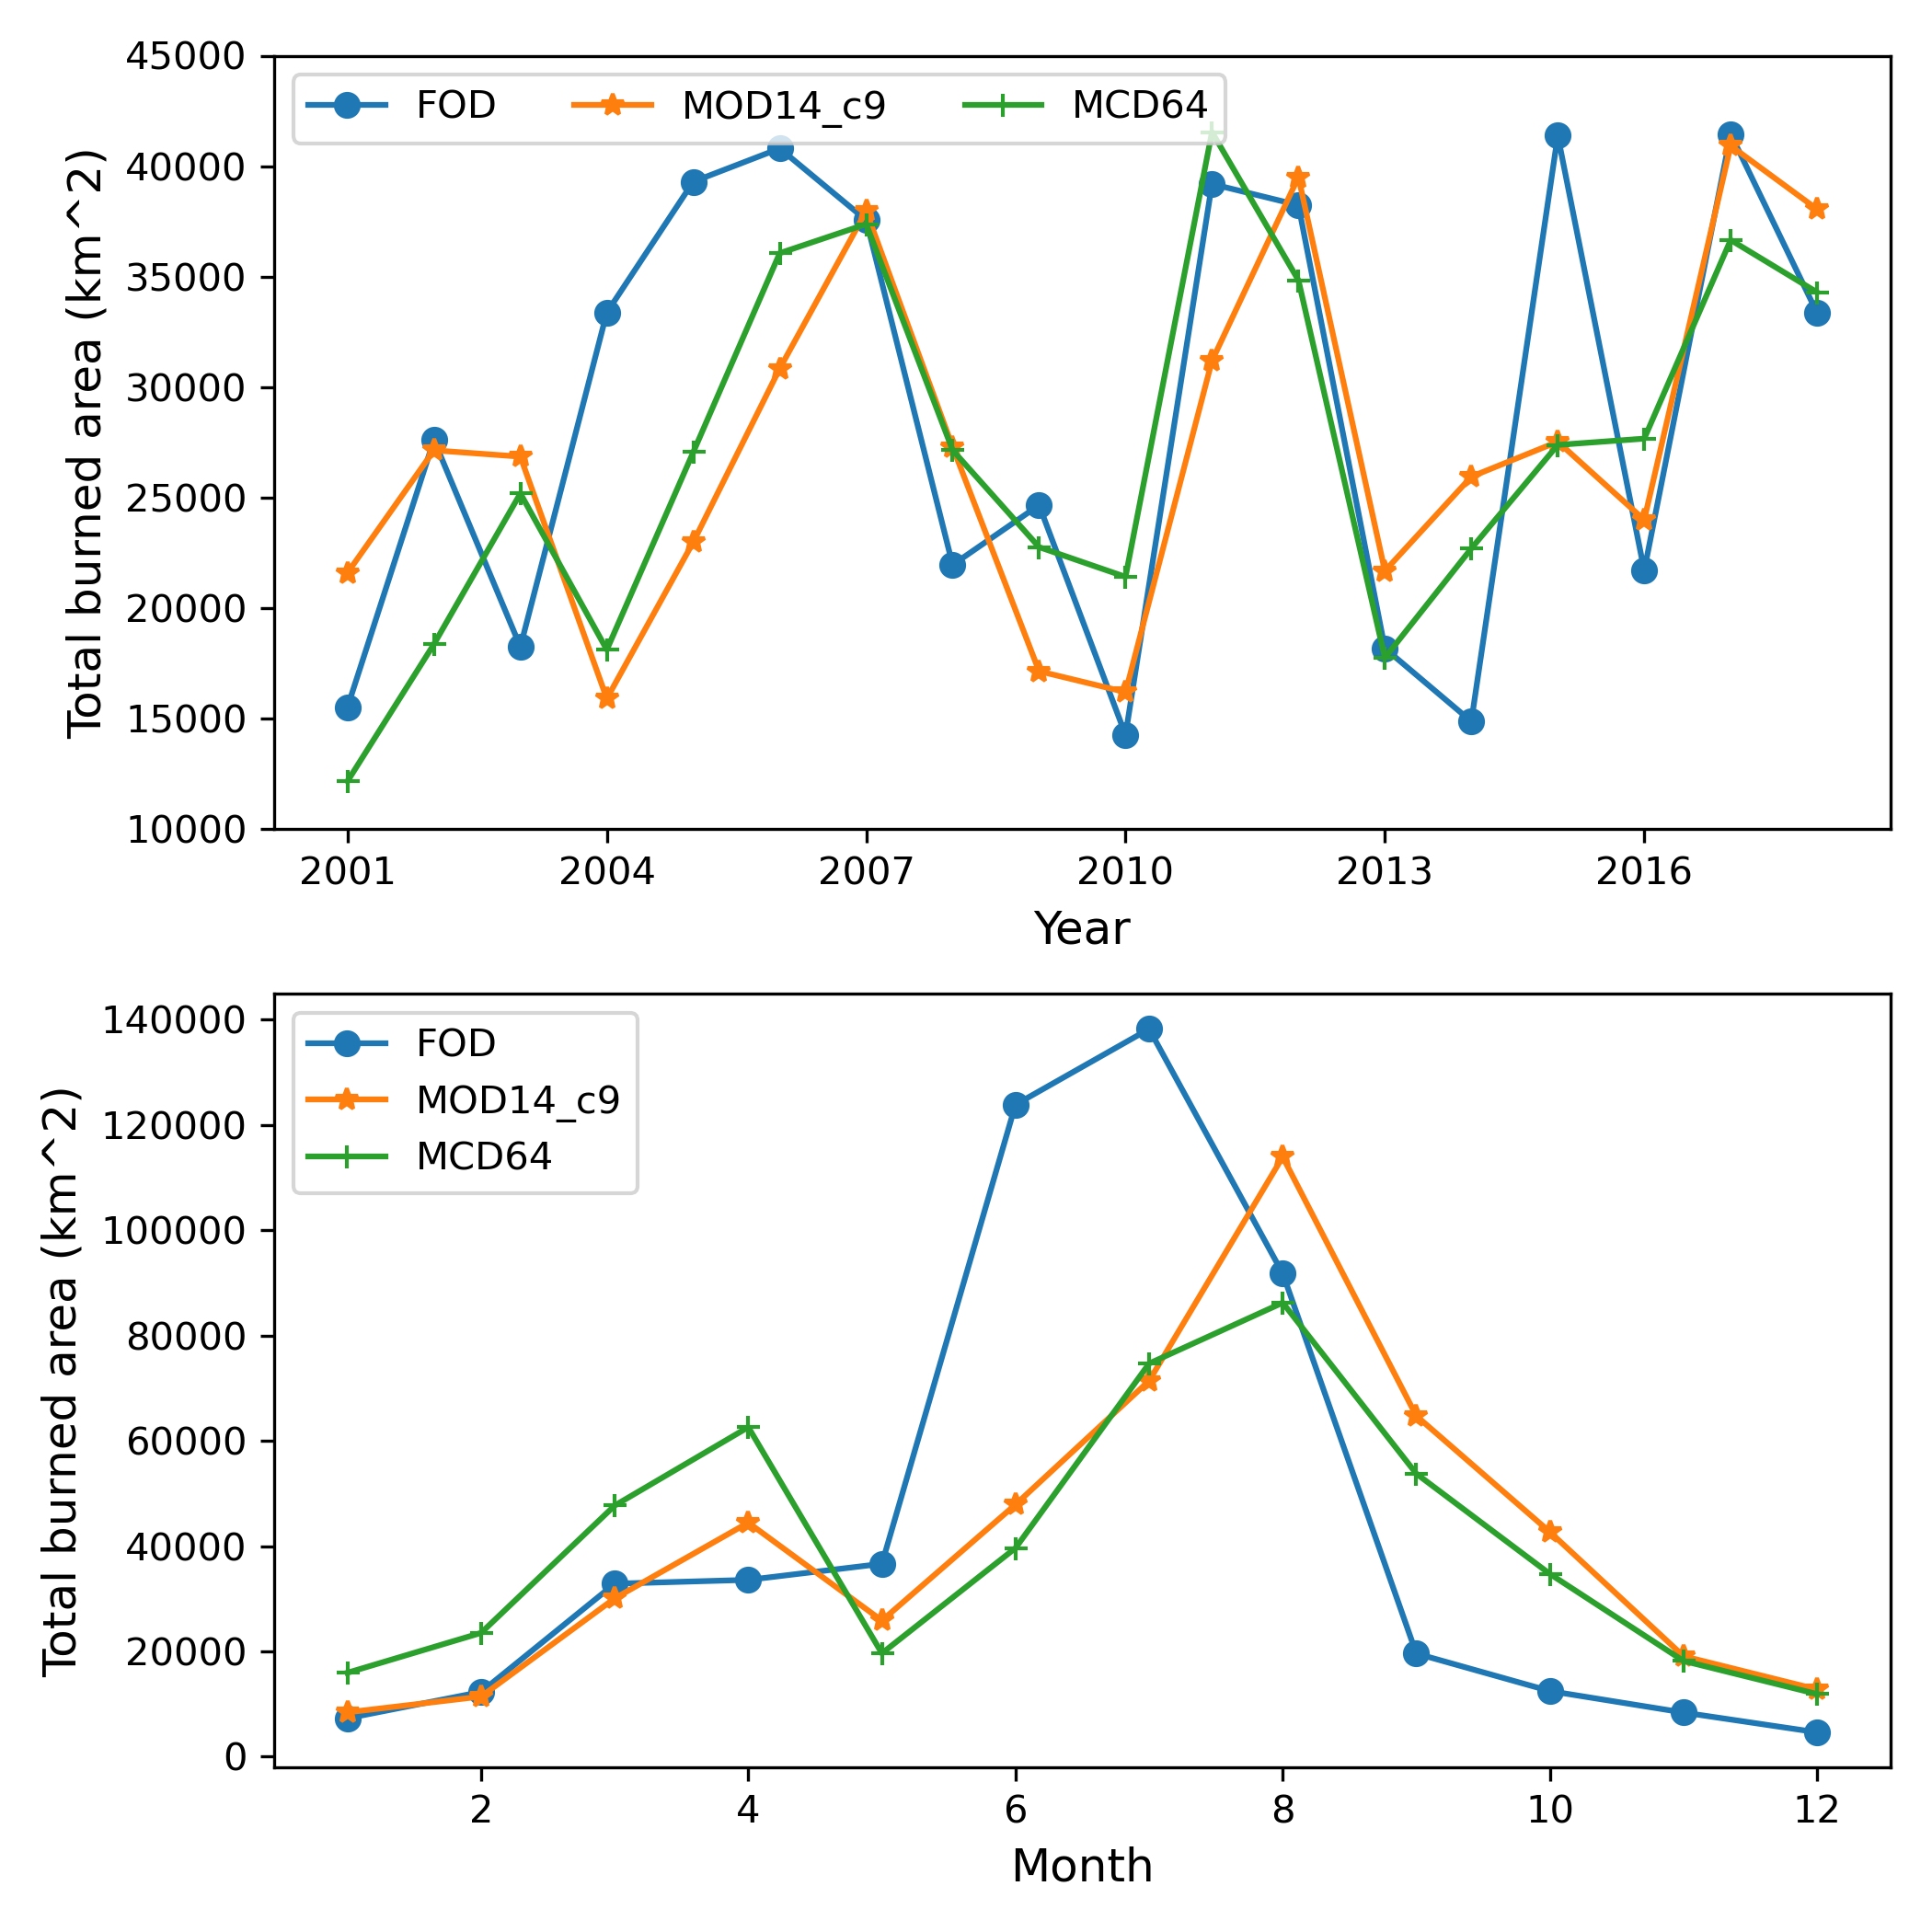 45000
FOD MOD14_c9 MCD64
40000
35000
30000
25000
20000
15000
10000
Total burned area (km^2)
2001 2004 2007 2010 2013 2016
Year
140000
120000
100000
80000
60000
40000
20000
0
Total burned area (km^2)
FOD
MOD14_c9
MCD64
2 4 6 8 10 12
Month